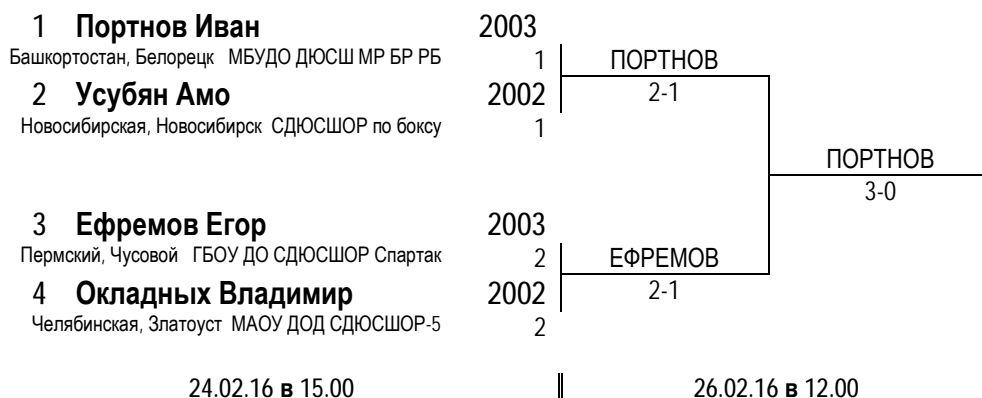 1 Портнов Иван 2003
Башкортостан, Белорецк МБУДО ДЮСШ МР БР РБ 1 ПОРТНОВ
2 Усубян Амо 2002 2-1
Новосибирская, Новосибирск СДЮСШОР по боксу 1
ПОРТНОВ
3-0
3 Ефремов Егор 2003
Пермский, Чусовой ГБОУ ДО СДЮСШОР Спартак 2 ЕФРЕМОВ
4 Окладных Владимир 2002 2-1
Челябинская, Златоуст МАОУ ДОД СДЮСШОР-5 2
24.02.16 в 15.00 26.02.16 в 12.00